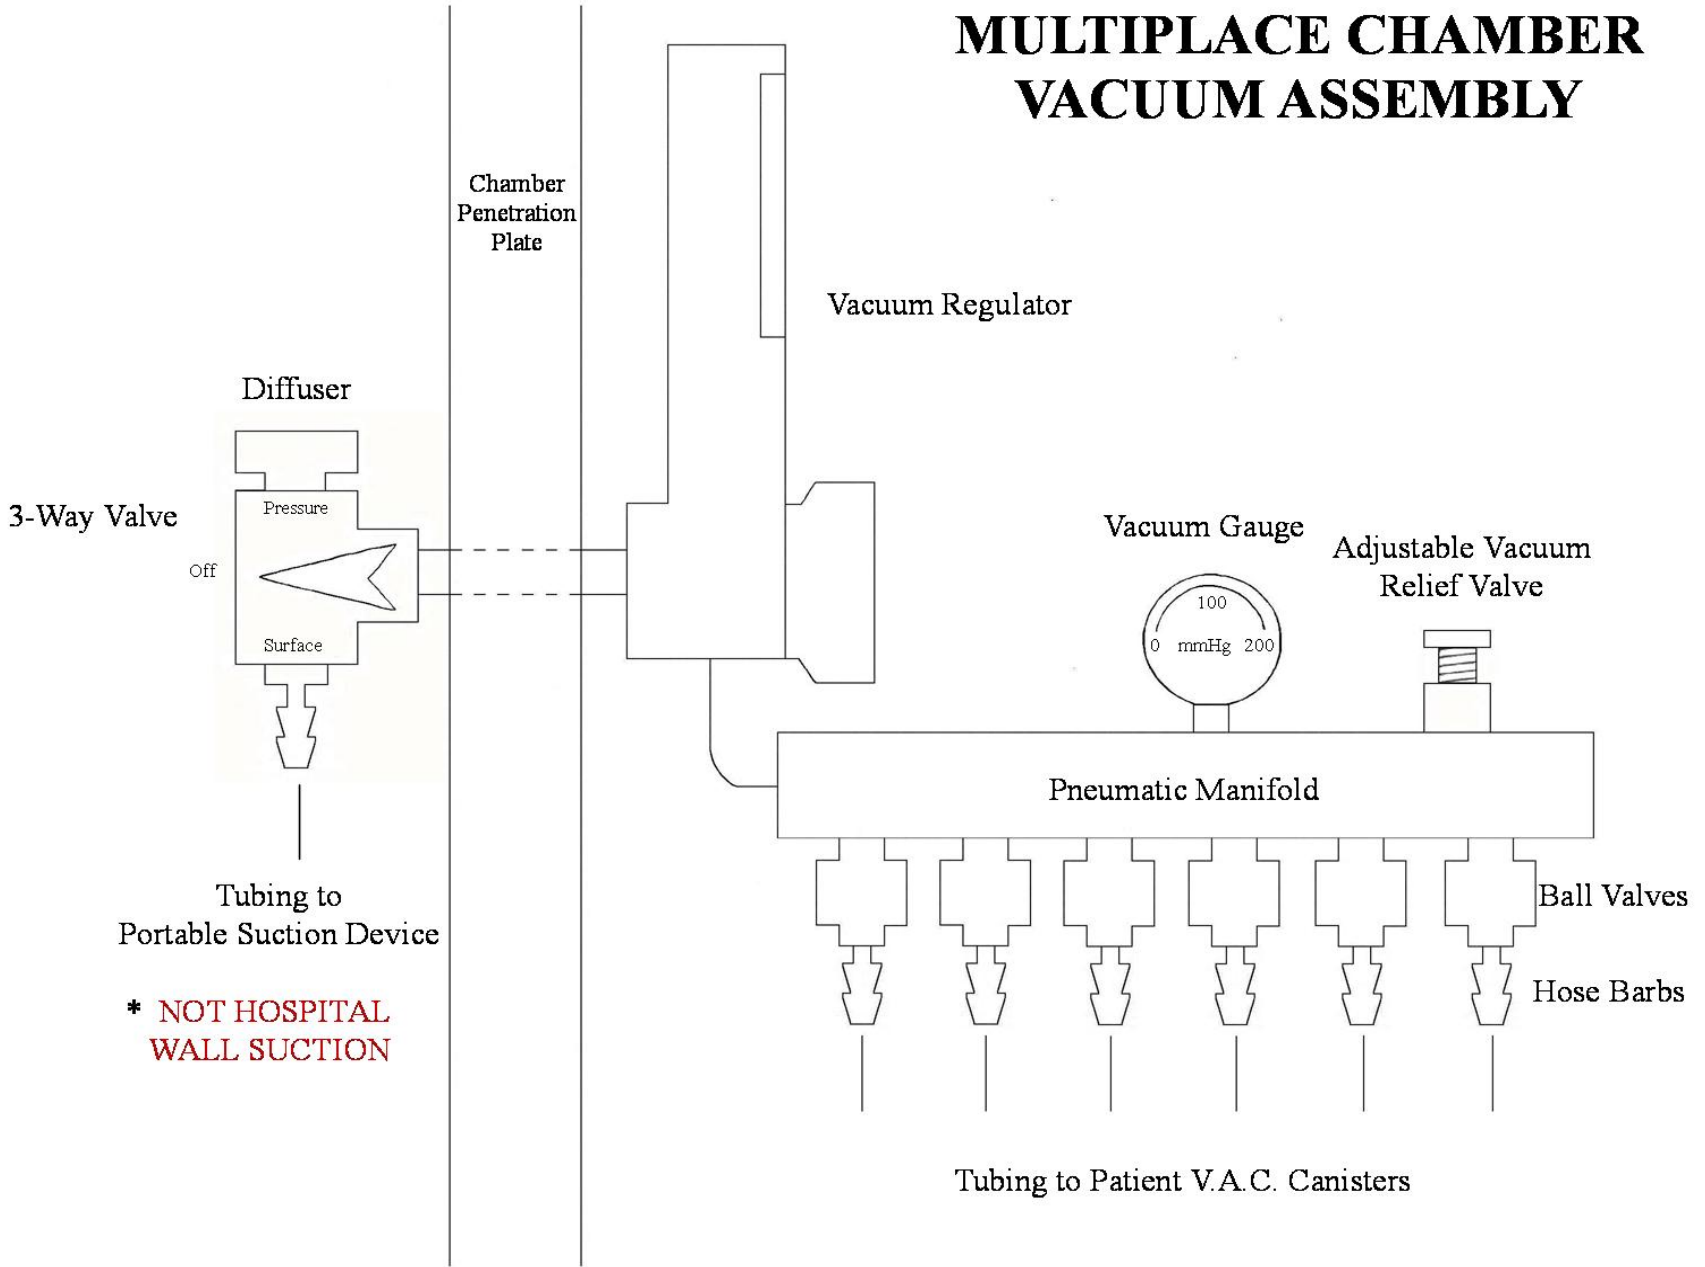 MULTIPLACE CHAMBER
VACUUM ASSEMBLY
Chamber
Penetration
Plate
Vacuum Regulator
Diffuser
3-Way Valve
Pressure
Off
Surface
Vacuum Gauge
Adjustable Vacuum
Relief Valve
100
0 mmHg 200
Pneumatic Manifold
Tubing to
Portable Suction Device
* NOT HOSPITAL
WALL SUCTION
Ball Valves
Hose Barbs
Tubing to Patient V.A.C. Canisters